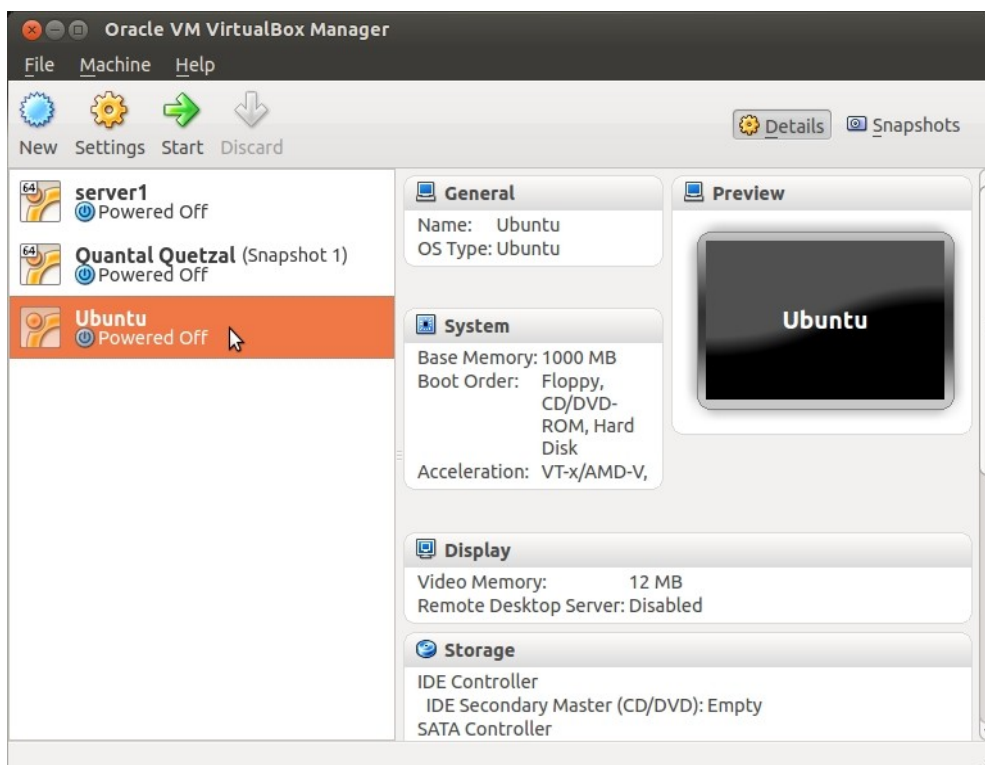 Oracle VM VirtualBox Manager
File Machine Help
New Settings Start Discard
Details Snapshots
64 server1
Powered Off
64 Quantal Quetzal (Snapshot 1)
Powered Off
Ubuntu
Powered Off
General
Name: Ubuntu
OS Type: Ubuntu
System
Base Memory: 1000 MB
Boot Order: Floppy,
CD/DVD-
ROM, Hard
Disk
Acceleration: VT-x/AMD-V,
Preview
Ubuntu
Display
Video Memory: 12 MB
Remote Desktop Server: Disabled
Storage
IDE Controller
IDE Secondary Master (CD/DVD): Empty
SATA Controller